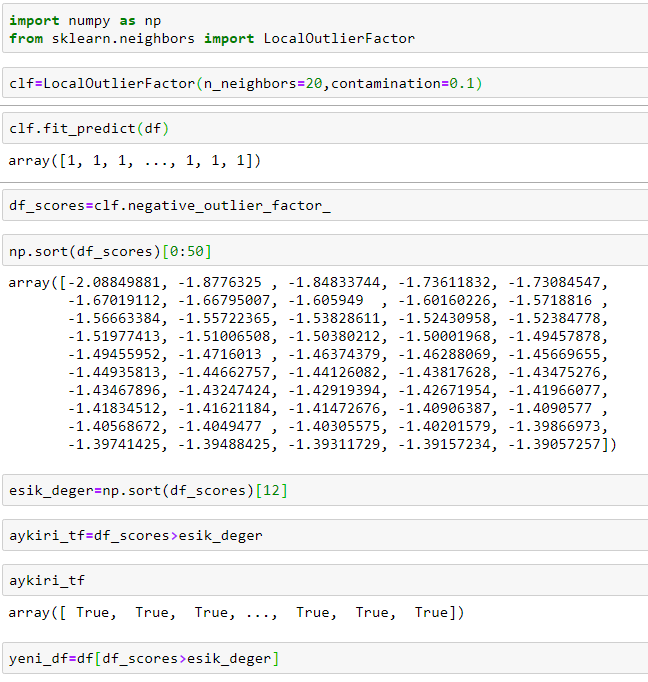 import numpy as np
from sklearn.neighbors import LocalOutlierFactor
clf=LocalOutlierFactor(n_neighbors=20,contamination=0.1)
clf.fit_predict(df)
array([1, 1, 1, ..., 1, 1, 1])
df_scores=clf.negative_outlier_factor_
np.sort(df_scores)[0:50]
array([-2.08849881, -1.8776325 , -1.84833744, -1.73611832, -1.73084547,
       -1.67019112, -1.66795007, -1.605949  , -1.60160226, -1.5718816 ,
       -1.56663384, -1.55722365, -1.53828611, -1.52430958, -1.52384778,
       -1.51977413, -1.51006508, -1.50380212, -1.50001968, -1.49457878,
       -1.49455952, -1.4716013 , -1.46374379, -1.46288069, -1.45669655,
       -1.44935813, -1.44662757, -1.44126082, -1.43817628, -1.43475276,
       -1.43467896, -1.43247424, -1.42919394, -1.42671954, -1.41966077,
       -1.41834512, -1.41621184, -1.41472676, -1.40906387, -1.4090577 ,
       -1.40568672, -1.4049477 , -1.40305575, -1.40201579, -1.39866973,
       -1.39741425, -1.39488425, -1.39311729, -1.39157234, -1.39057257])
esik_deger=np.sort(df_scores)[12]
aykiri_tf=df_scores>esik_deger
aykiri_tf
array([ True,  True,  True, ...,  True,  True,  True])
yeni_df=df[df_scores>esik_deger]